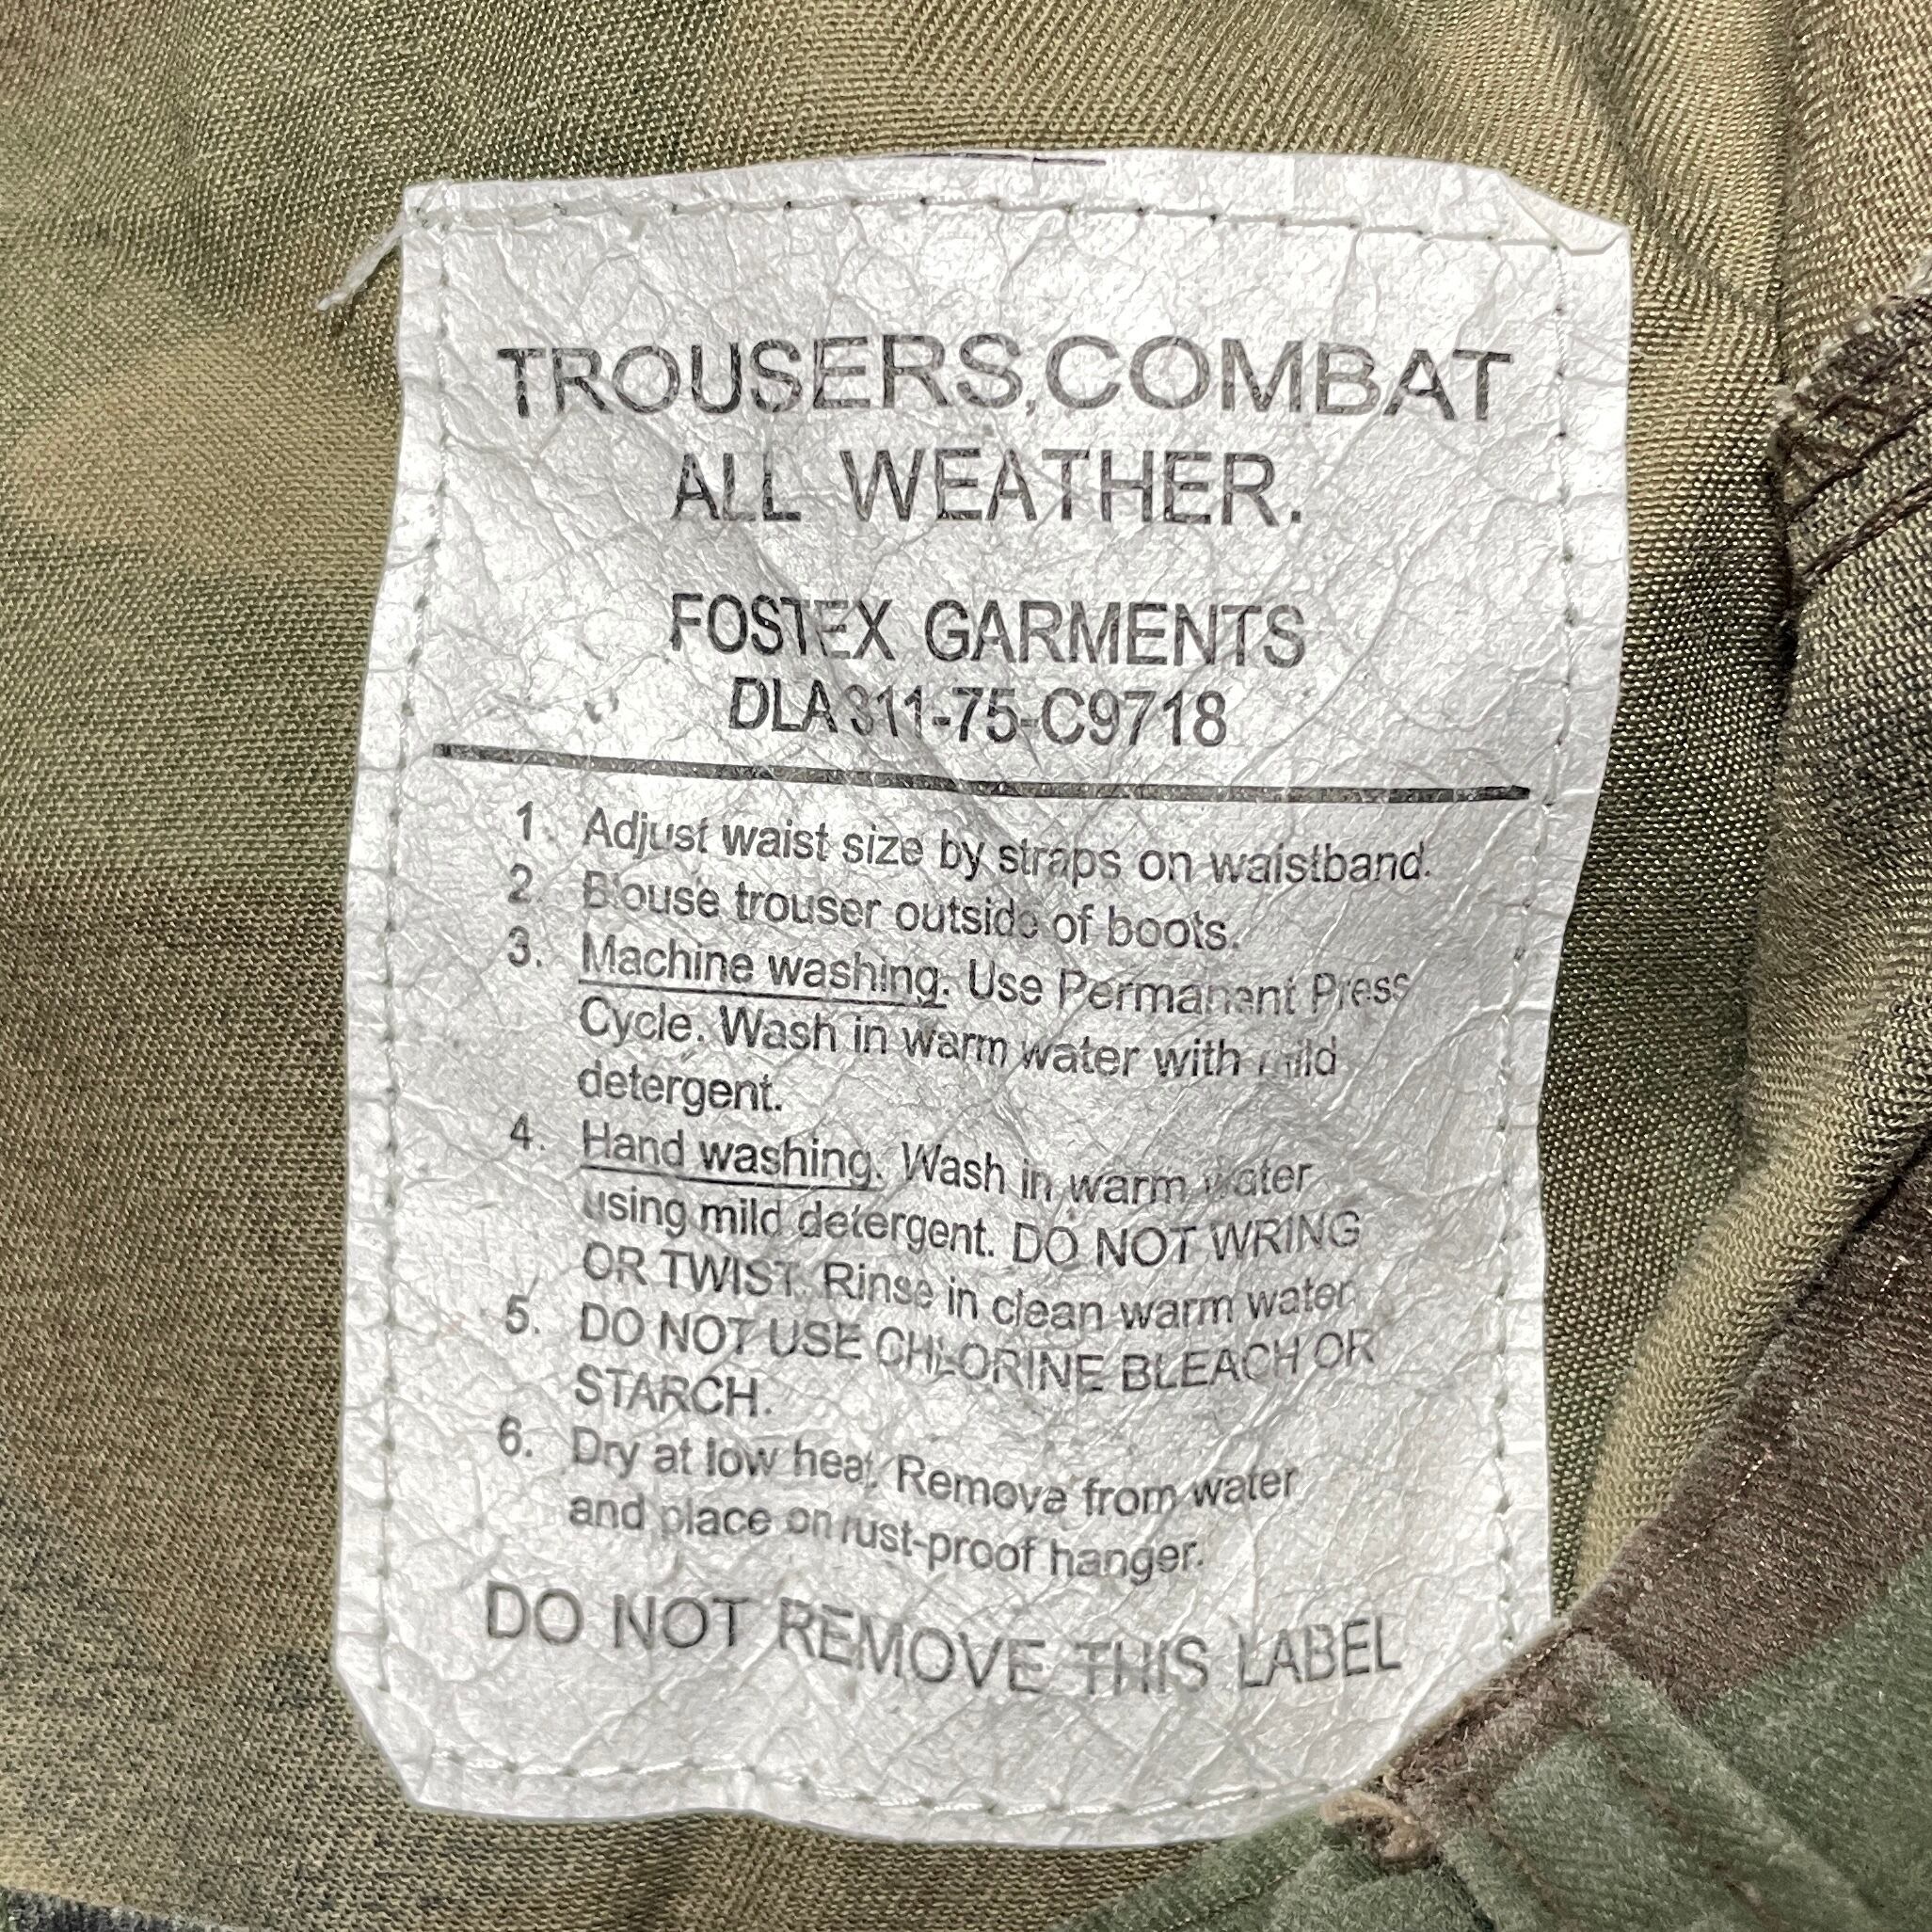 TROUSERS,COMBAT
ALL WEATHER.
FOSTEX GARMENTS
DLA 311-75-C9718
1. Adjust waist size by straps on waistband.
2. Blouse trouser outside of boots.
3. Machine washing. Use Permanent Press
Cycle. Wash in warm water with mild
detergent.
4. Hand washing. Wash in warm water
using mild detergent. DO NOT WRING
OR TWIST. Rinse in clean warm water.
5. DO NOT USE CHLORINE BLEACH OR
STARCH.
6. Dry at low heat. Remove from water
and place on rust-proof hanger.
DO NOT REMOVE THIS LABEL